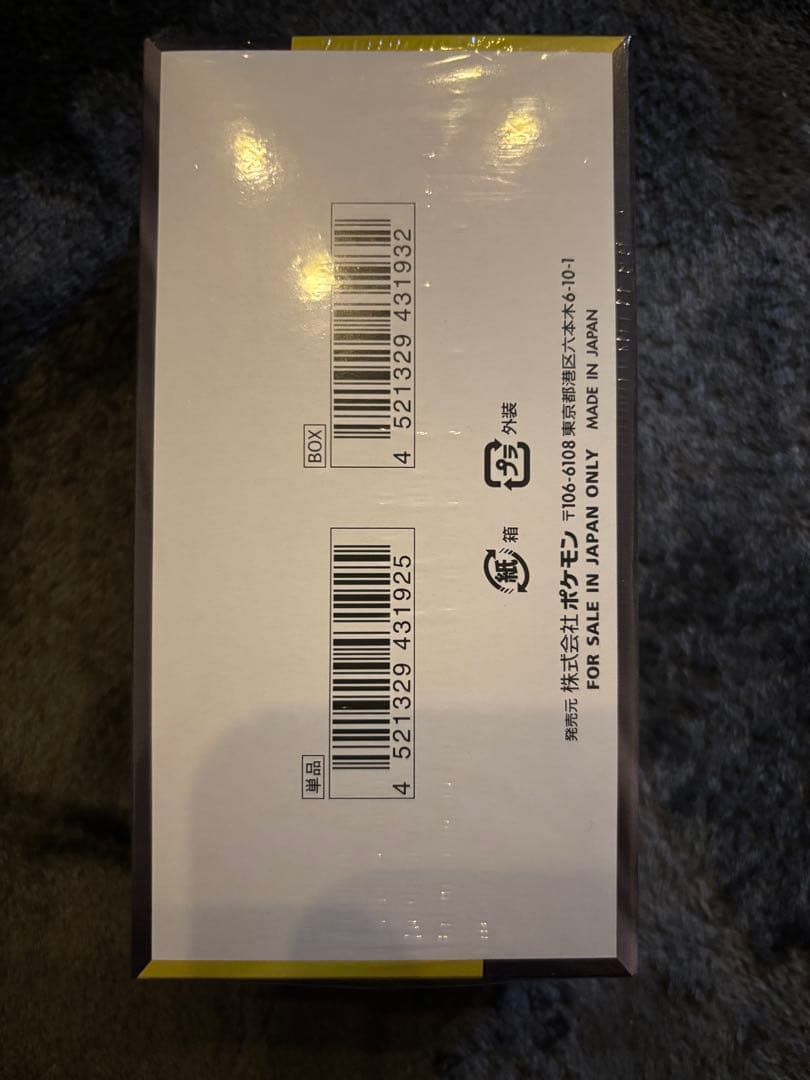 単品
4 521329 431925
BOX
4 521329 431932
紙 箱
プラ 外装
発売元 株式会社 ポケモン 〒106-6108 東京都港区六本木6-10-1
FOR SALE IN JAPAN ONLY MADE IN JAPAN